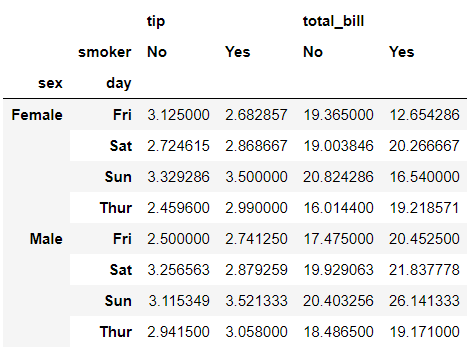 tip total_bill
smoker No Yes No Yes
sex day
Female Fri 3.125000 2.682857 19.365000 12.654286
Sat 2.724615 2.868667 19.003846 20.266667
Sun 3.329286 3.500000 20.824286 16.540000
Thur 2.459600 2.990000 16.014400 19.218571
Male Fri 2.500000 2.741250 17.475000 20.452500
Sat 3.256563 2.879259 19.929063 21.837778
Sun 3.115349 3.521333 20.403256 26.141333
Thur 2.941500 3.058000 18.486500 19.171000